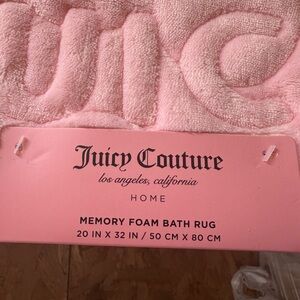 Juicy Couture
los angeles, california
HOME
MEMORY FOAM BATH RUG
20 IN X 32 IN / 50 CM X 80 CM